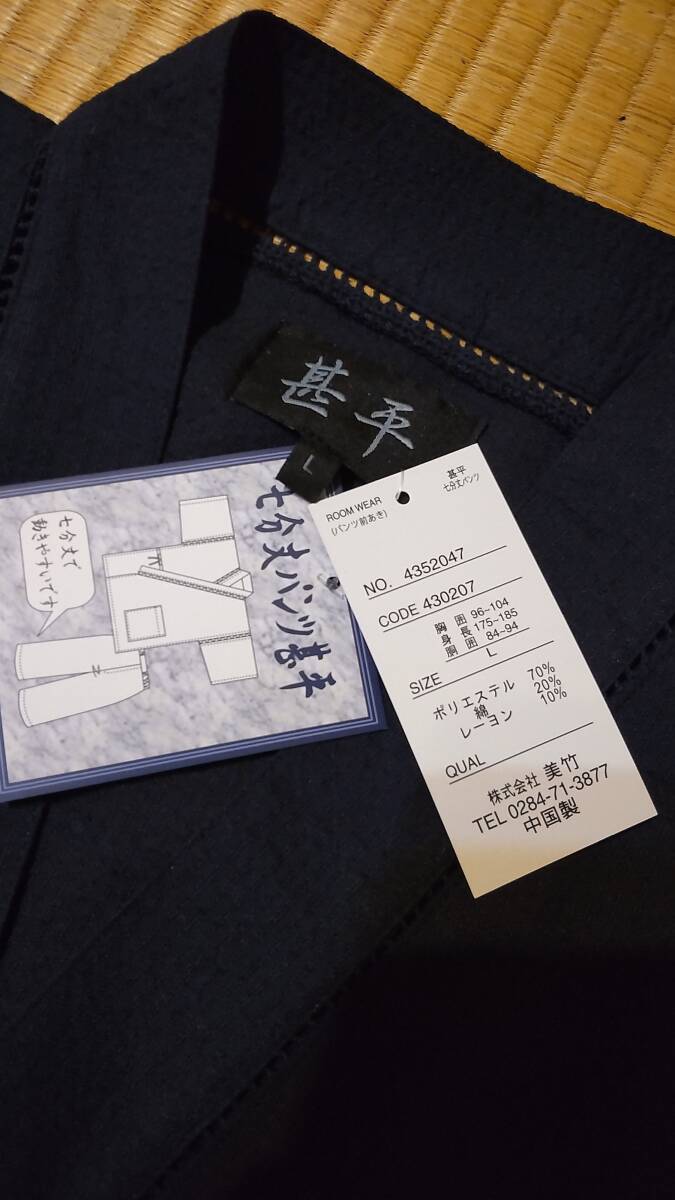 甚平
L
七分丈パンツ甚平
七分丈で
動きやすいです
甚平
七分丈パンツ
ROOM WEAR
(パンツ前あき)
NO. 4352047
CODE 430207
胸囲 96~104
身長 175~185
胴囲 84~94
SIZE L
ポリエステル 70%
綿 20%
レーヨン 10%
QUAL
株式会社 美竹
TEL 0284-71-3877
中国製